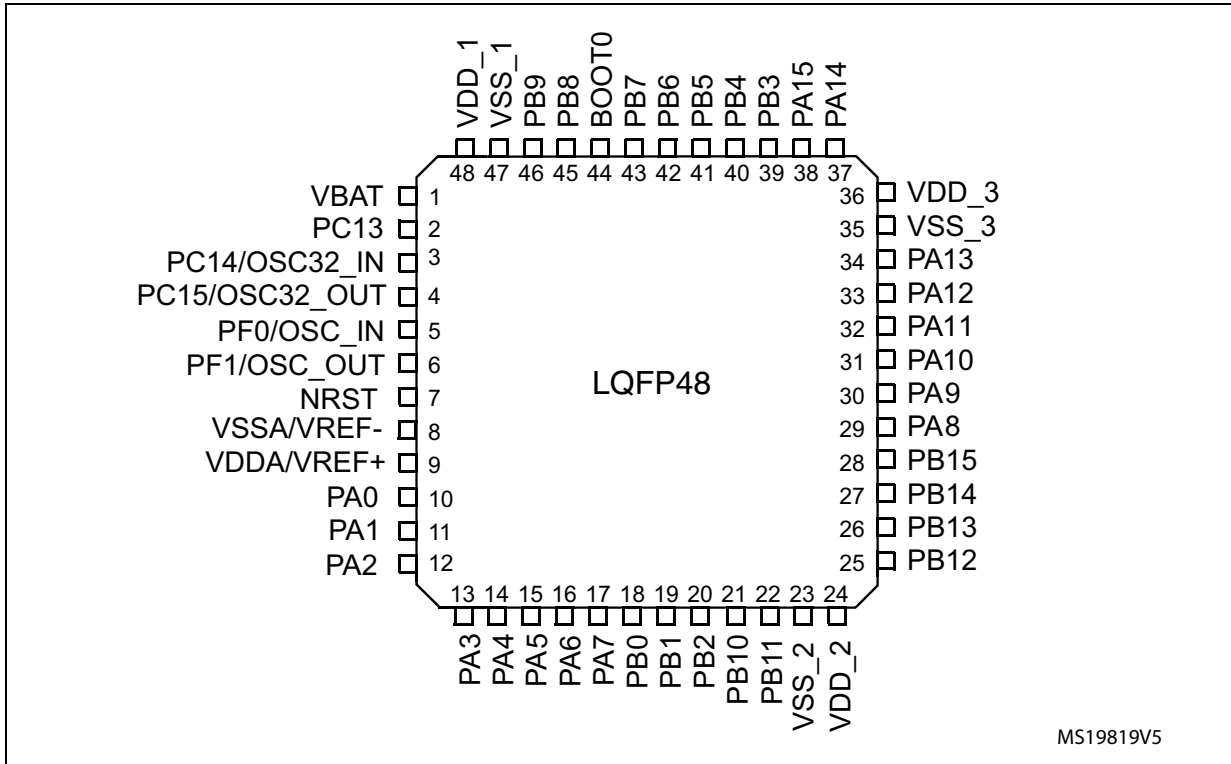 VDD_1
VSS_1
PB9
PB8
BOOT0
PB7
PB6
PB5
PB4
PB3
PA15
PA14
48 47 46 45 44 43 42 41 40 39 38 37
VBAT 1
PC13 2
PC14/OSC32_IN 3
PC15/OSC32_OUT 4
PF0/OSC_IN 5
PF1/OSC_OUT 6
NRST 7
VSSA/VREF- 8
VDDA/VREF+ 9
PA0 10
PA1 11
PA2 12
LQFP48
36 VDD_3
35 VSS_3
34 PA13
33 PA12
32 PA11
31 PA10
30 PA9
29 PA8
28 PB15
27 PB14
26 PB13
25 PB12
13 14 15 16 17 18 19 20 21 22 23 24
PA3
PA4
PA5
PA6
PA7
PB0
PB1
PB2
PB10
PB11
VSS_2
VDD_2
MS19819V5